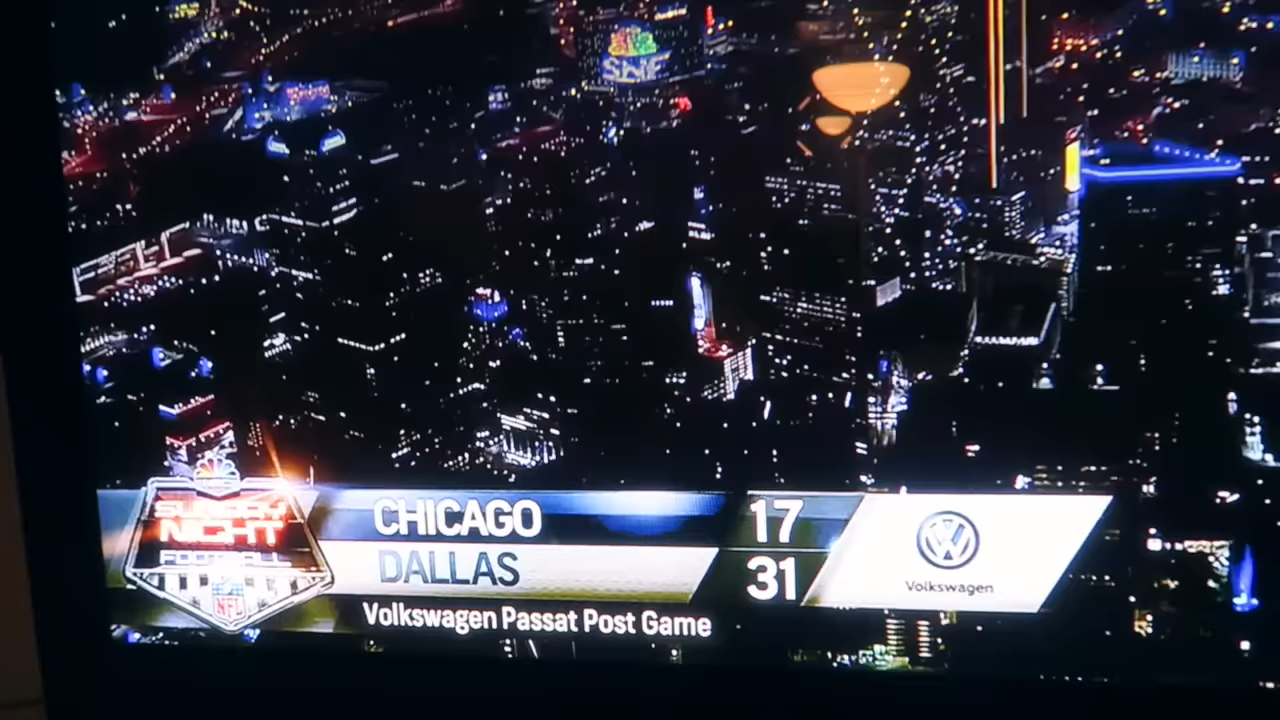 SNF
SUNDAY
NIGHT
FOOTBALL
NFL
CHICAGO 17
DALLAS 31
Volkswagen
Volkswagen Passat Post Game